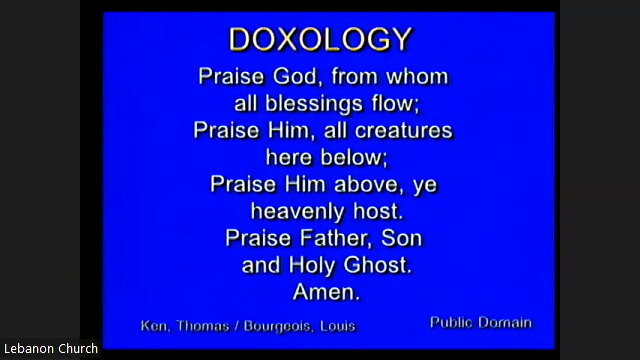 DOXOLOGY
Praise God, from whom
all blessings flow;
Praise Him, all creatures
here below;
Praise Him above, ye
heavenly host.
Praise Father, Son
and Holy Ghost.
Amen.
Ken, Thomas / Bourgeois, Louis
Public Domain
Lebanon Church